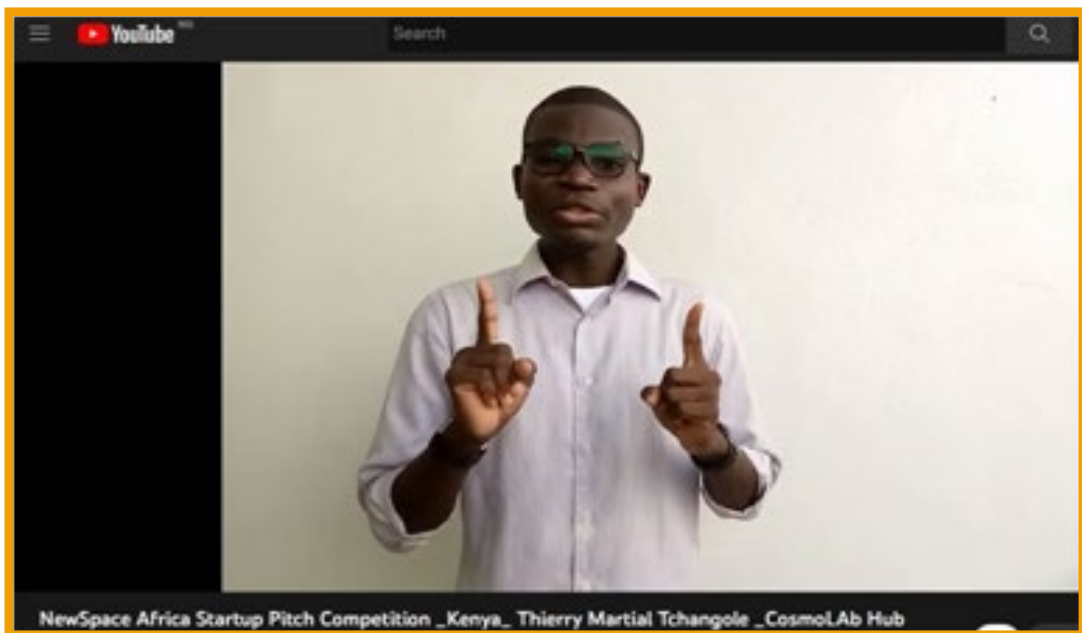 YouTube
Search
NewSpace Africa Startup Pitch Competition _Kenya_ Thierry Martial Tchangole _CosmoLAb Hub